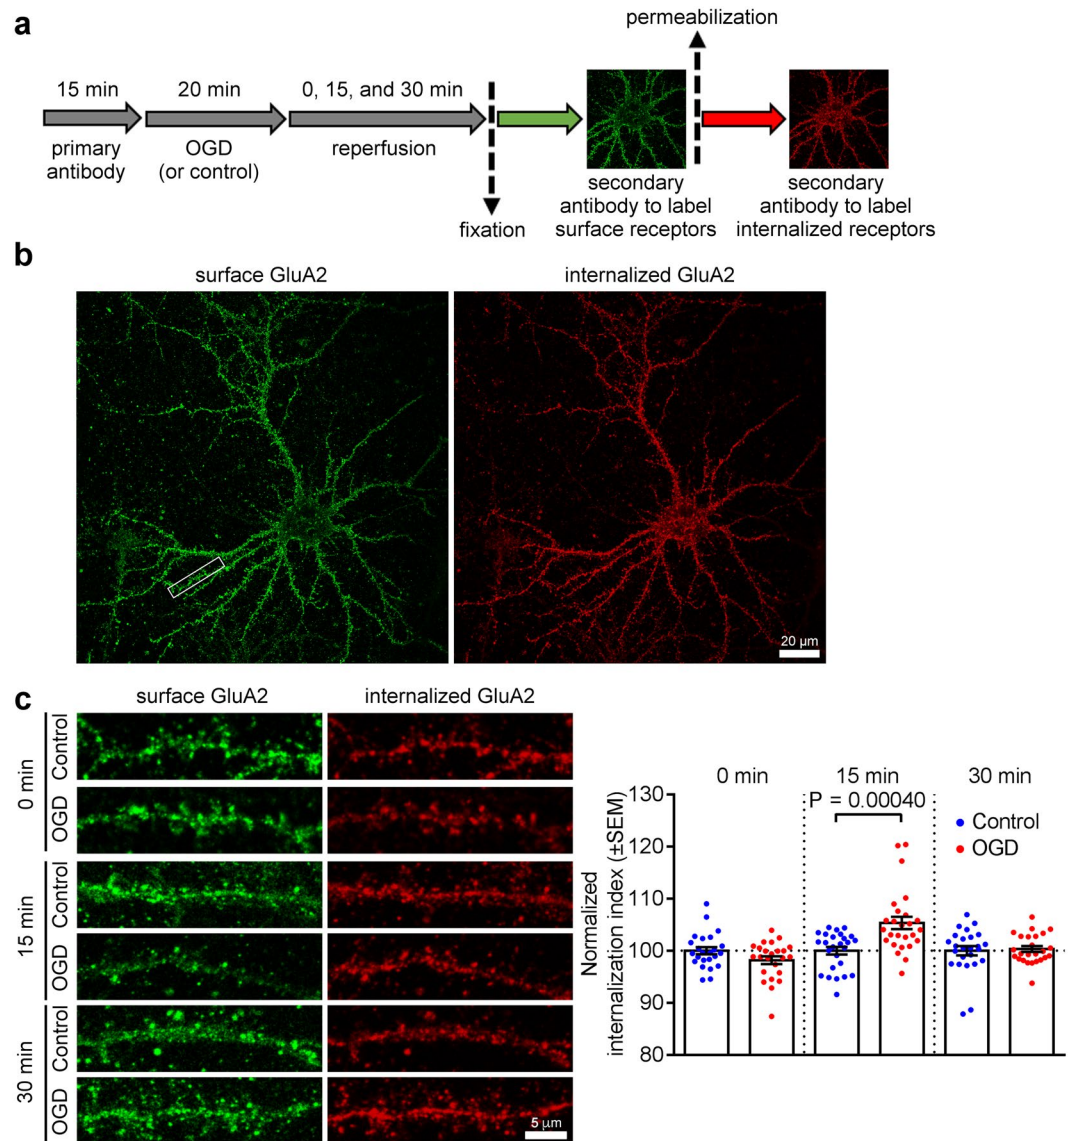 a
permeabilization
15 min
20 min
0, 15, and 30 min
primary
antibody
OGD
(or control)
reperfusion
fixation
secondary
antibody to label
surface receptors
secondary
antibody to label
internalized receptors
b
surface GluA2
internalized GluA2
20 µm
c
surface GluA2
internalized GluA2
0 min
Control
OGD
15 min
Control
OGD
30 min
Control
OGD
5 µm
0 min
15 min
30 min
P = 0.00040
Control
OGD
Normalized
internalization index (±SEM)
130
120
110
100
90
80